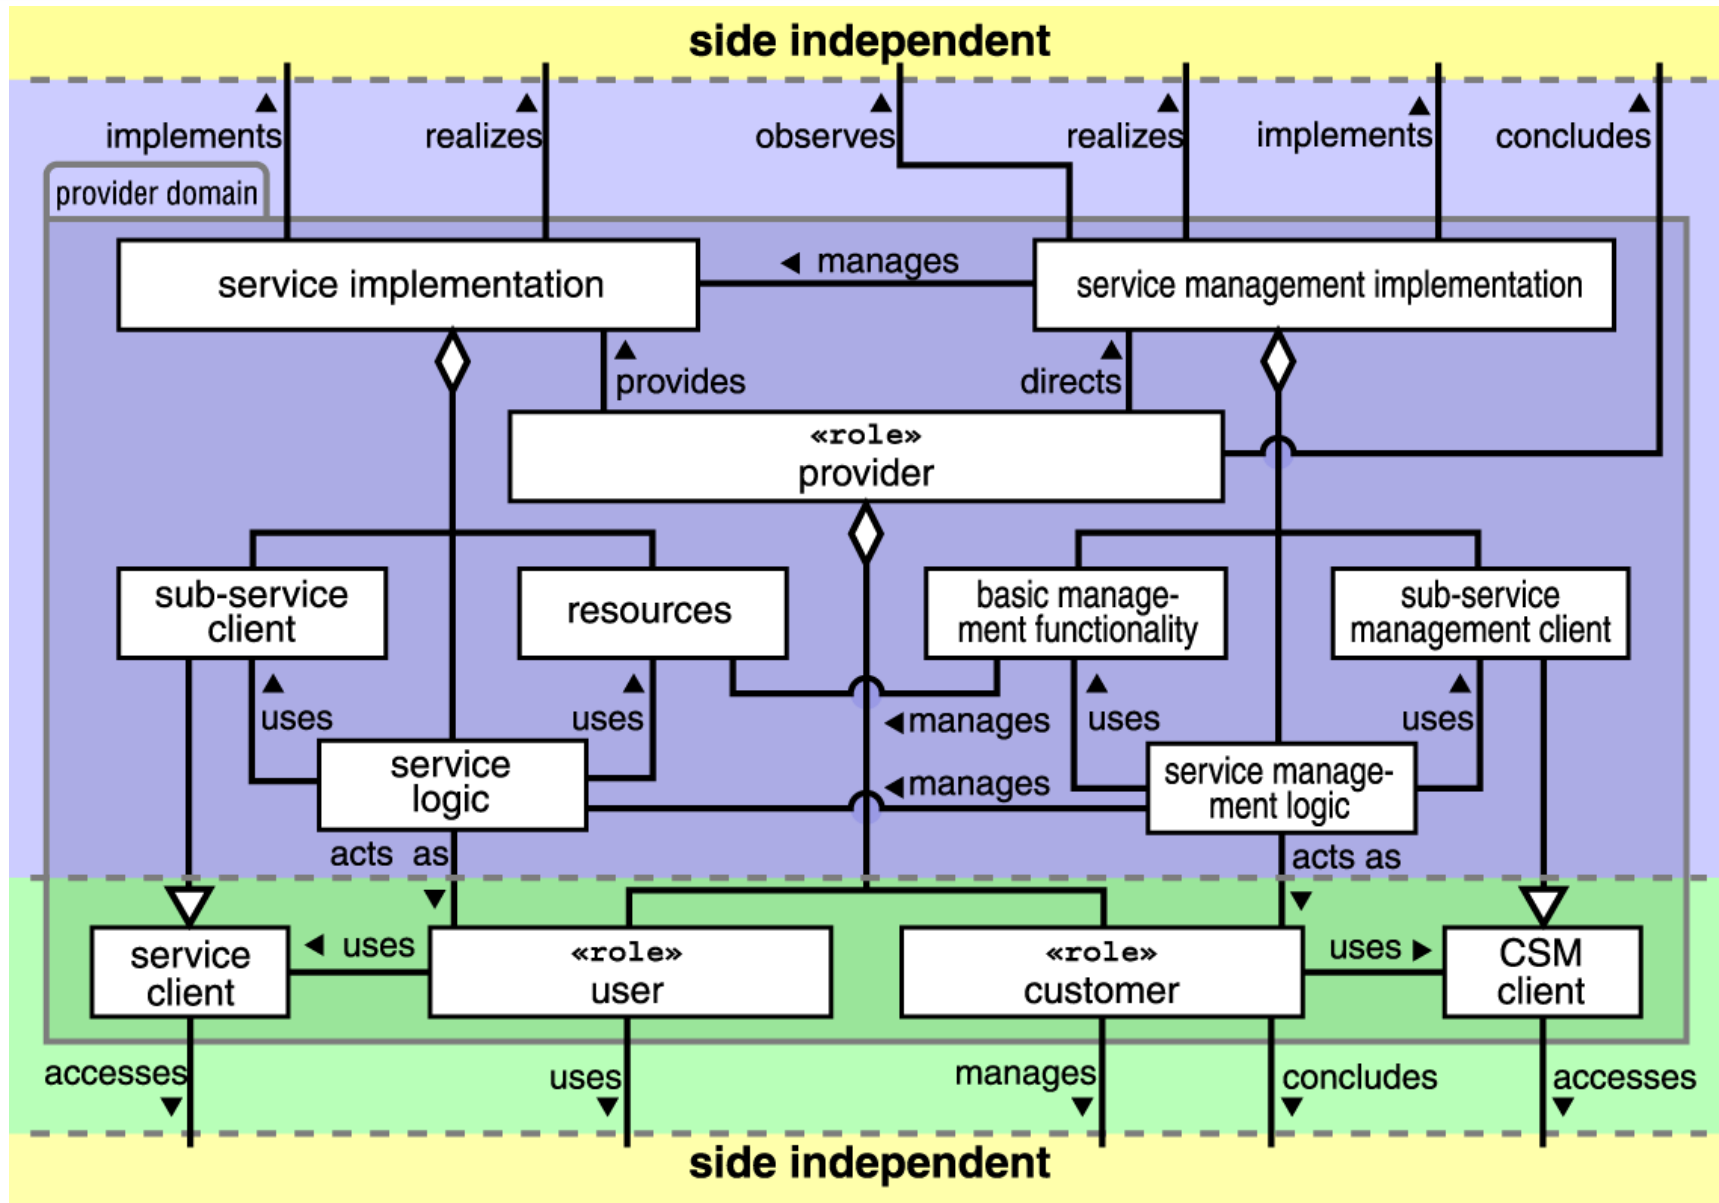 side independent
implements
realizes
observes
realizes
implements
concludes
provider domain
service implementation
manages
service management implementation
provides
directs
«role»
provider
sub-service
client
resources
basic manage-
ment functionality
sub-service
management client
uses
uses
manages
uses
uses
service
logic
manages
service manage-
ment logic
acts as
acts as
service
client
uses
«role»
user
«role»
customer
uses
CSM
client
accesses
uses
manages
concludes
accesses
side independent